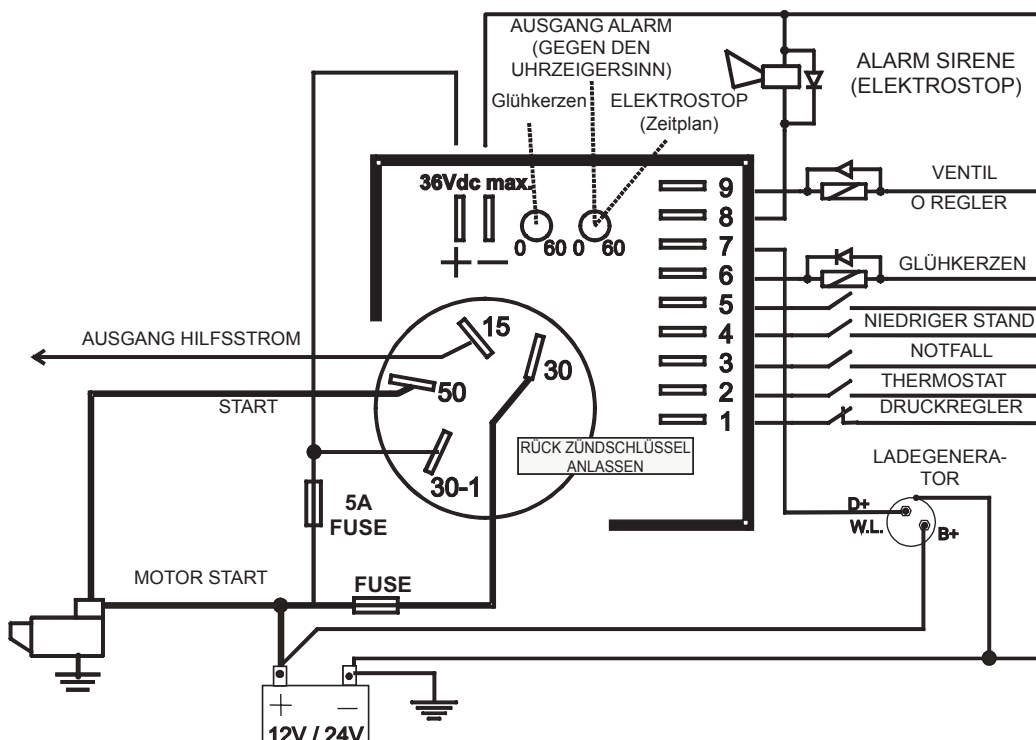 AUSGANG ALARM
(GEGEN DEN
UHRZEIGERSINN)
Glühkerzen
ELEKTROSTOP
(Zeitplan)
ALARM SIRENE
(ELEKTROSTOP)
36Vdc max.
0 60 0 60
+ −
9
8
7
6
5
4
3
2
1
VENTIL
O REGLER
GLÜHKERZEN
NIEDRIGER STAND
NOTFALL
THERMOSTAT
DRUCKREGLER
AUSGANG HILFSSTROM
15
30
50
START
30-1
RÜCK ZÜNDSCHLÜSSEL
ANLASSEN
LADEGENERA-
TOR
D+
W.L.
B+
5A
FUSE
MOTOR START
FUSE
+ −
12V / 24V